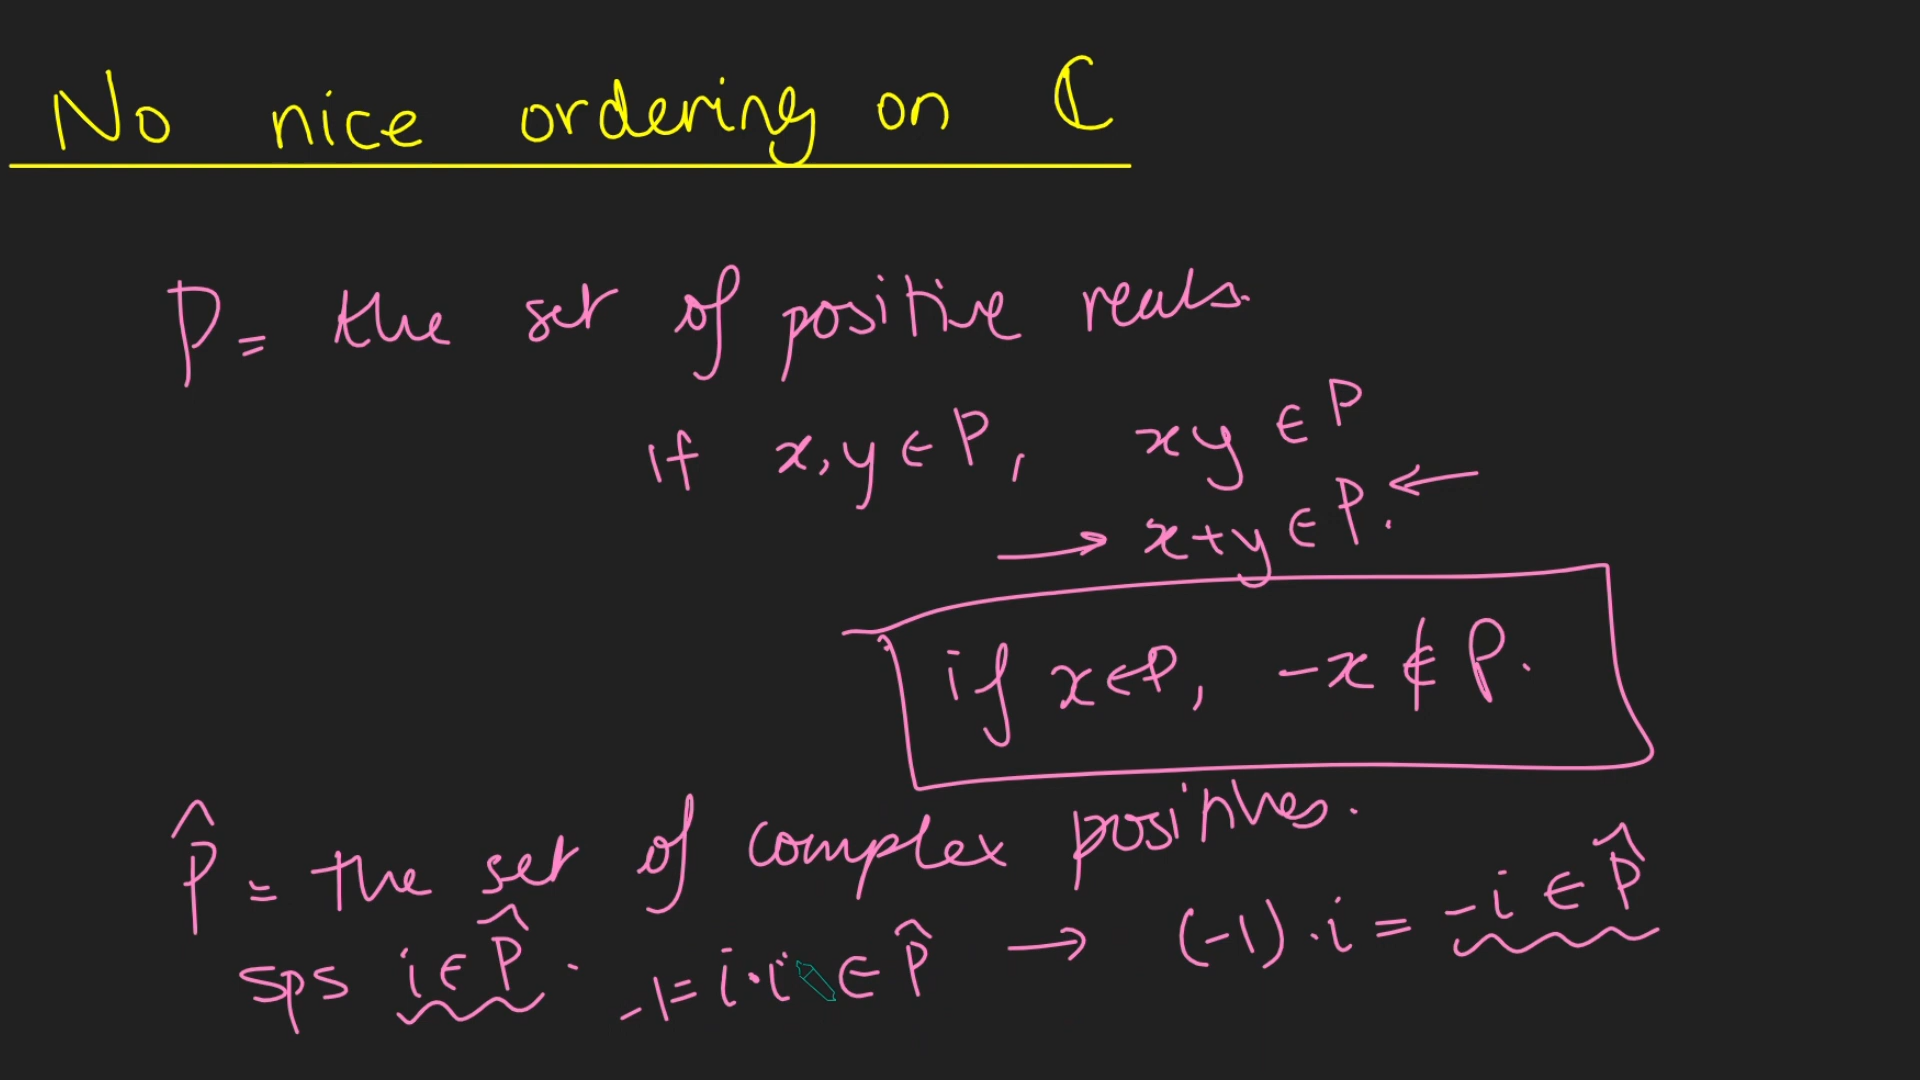 No nice ordering on ℂ
P = the set of positive reals.
if x, y ∈ P, xy ∈ P
→ x+y ∈ P. ←
if x ∈ P, -x ∉ P.
P̂ = the set of complex positives.
sps i ∈ P̂. -1 = i·i ∈ P̂ → (-1)·i = -i ∈ P̂